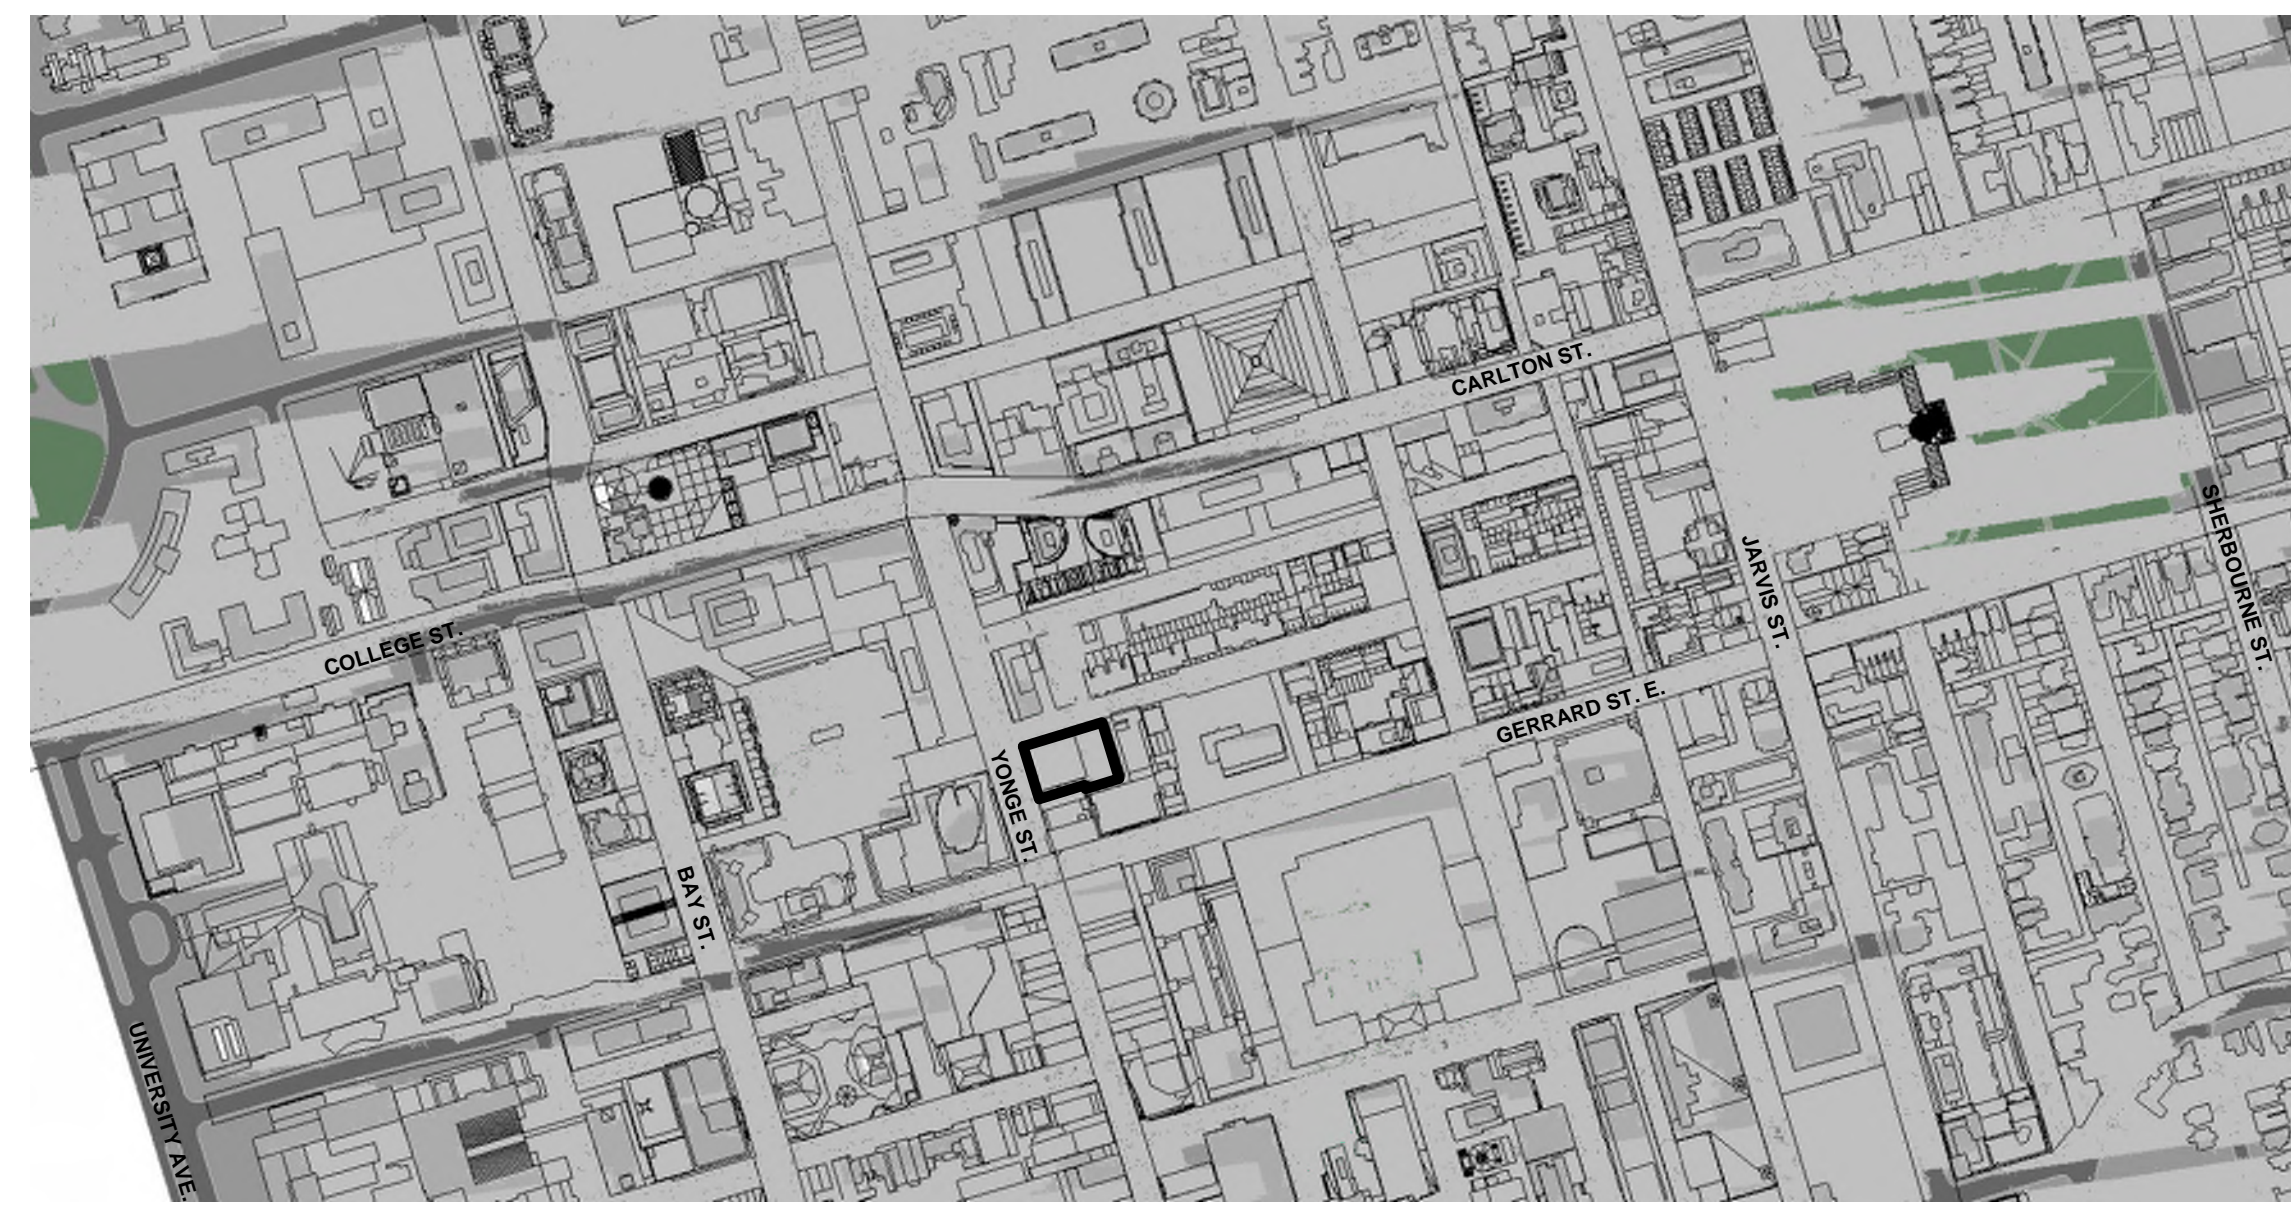 CARLTON ST.
SHERBOURNE ST.
JARVIS ST.
COLLEGE ST.
GERRARD ST. E.
YONGE ST.
BAY ST.
UNIVERSITY AVE.